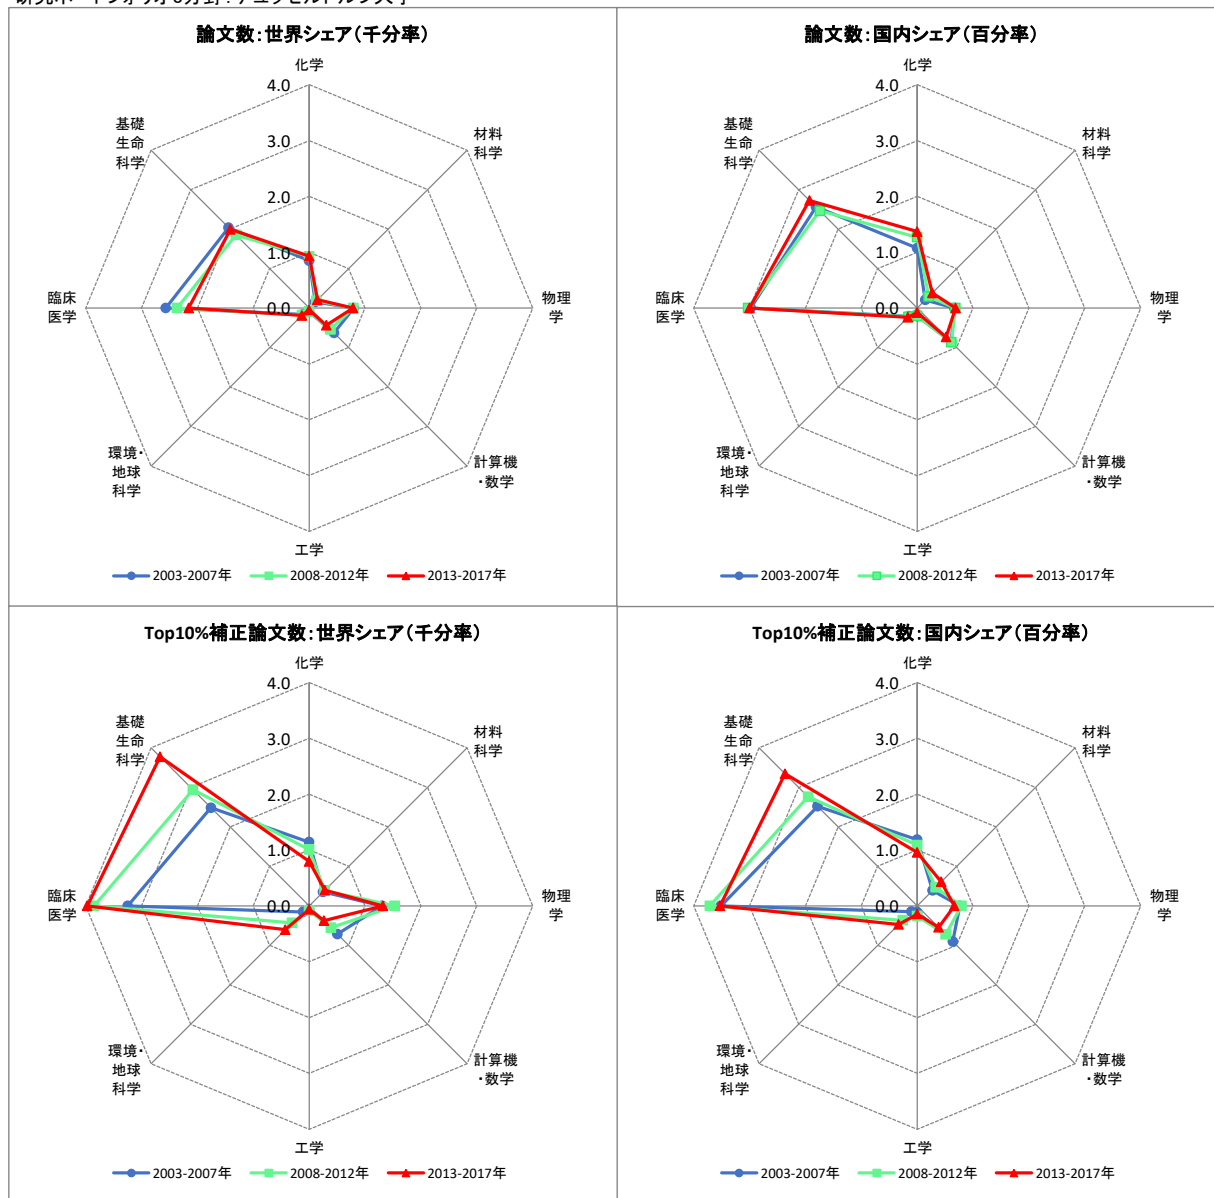 論文数：世界シェア（千分率）
化学
4.0
3.0
2.0
1.0
0.0
材料
科学
物理
学
計算機
・数学
工学
環境・
地球
科学
臨床
医学
基礎
生命
科学
2003-2007年 2008-2012年 2013-2017年
論文数：国内シェア（百分率）
化学
4.0
3.0
2.0
1.0
0.0
材料
科学
物理
学
計算機
・数学
工学
環境・
地球
科学
臨床
医学
基礎
生命
科学
2003-2007年 2008-2012年 2013-2017年
Top10%補正論文数：世界シェア（千分率）
化学
4.0
3.0
2.0
1.0
0.0
材料
科学
物理
学
計算機
・数学
工学
環境・
地球
科学
臨床
医学
基礎
生命
科学
2003-2007年 2008-2012年 2013-2017年
Top10%補正論文数：国内シェア（百分率）
化学
4.0
3.0
2.0
1.0
0.0
材料
科学
物理
学
計算機
・数学
工学
環境・
地球
科学
臨床
医学
基礎
生命
科学
2003-2007年 2008-2012年 2013-2017年